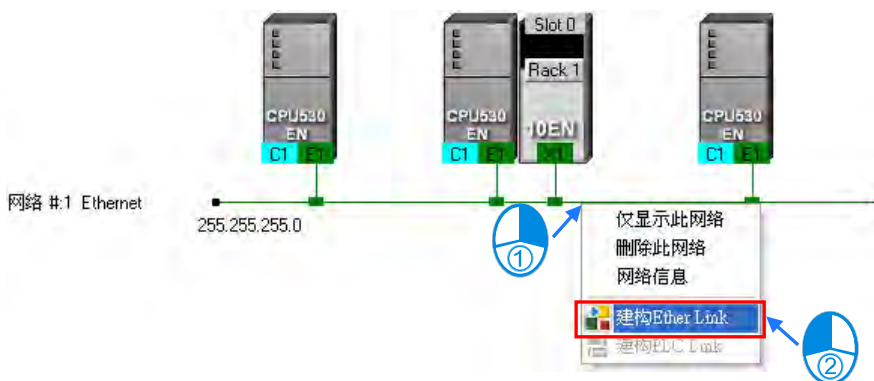 Slot 0
Rack 1
CPU530
EN
C1 E1
CPU530
EN
C1 E1
10EN
X1
CPU530
EN
C1 E1
网络 #:1 Ethernet
255.255.255.0
仅显示此网络
删除此网络
网络信息
建构Ether Link
建构PLC Link
①
②